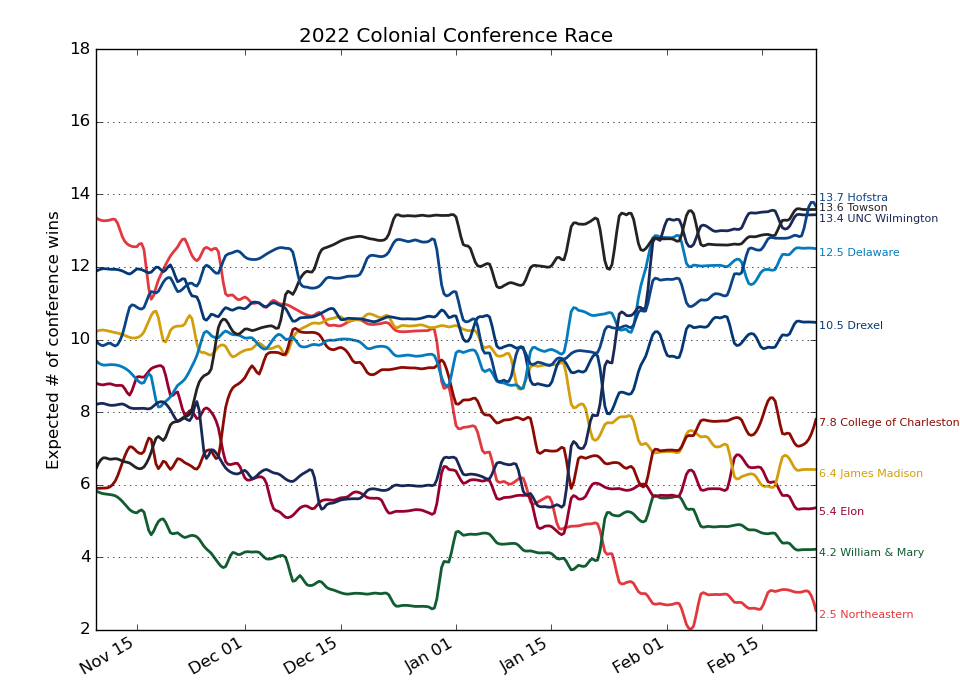 2022 Colonial Conference Race
Expected # of conference wins
18
16
14
12
10
8
6
4
2
13.7 Hofstra
13.6 Towson
13.4 UNC Wilmington
12.5 Delaware
10.5 Drexel
7.8 College of Charleston
6.4 James Madison
5.4 Elon
4.2 William & Mary
2.5 Northeastern
Nov 15
Dec 01
Dec 15
Jan 01
Jan 15
Feb 01
Feb 15